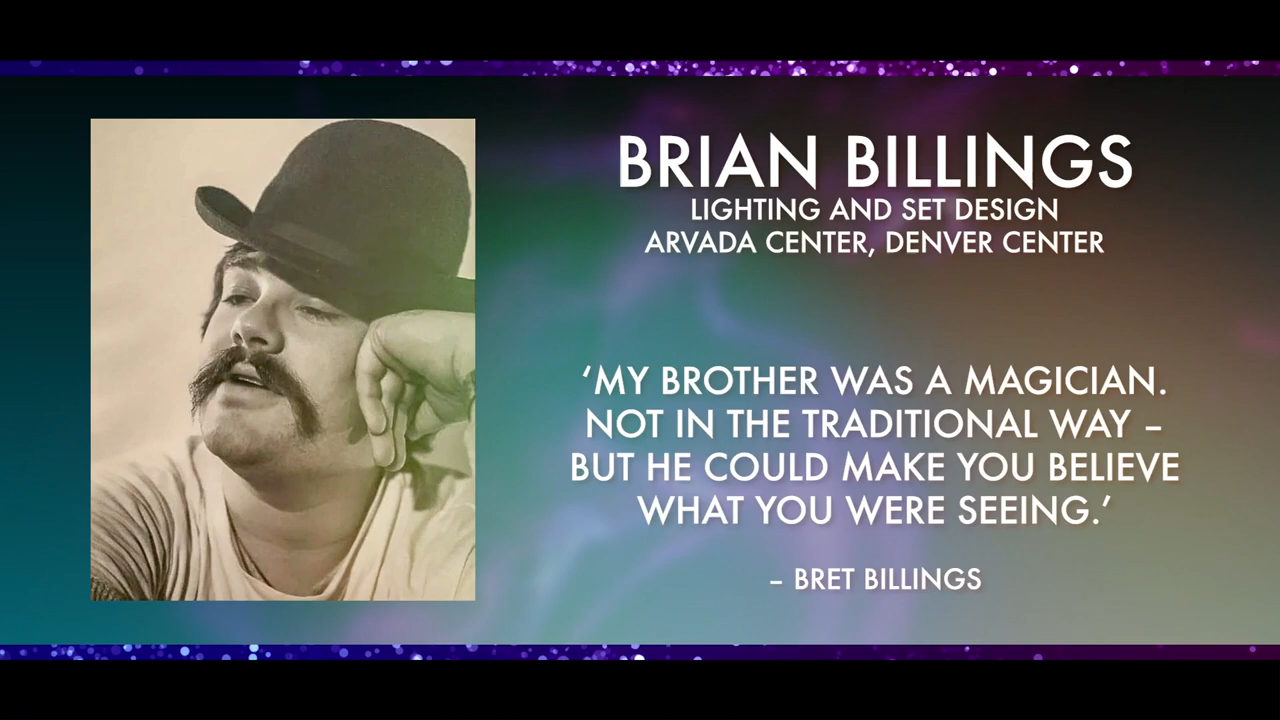 BRIAN BILLINGS
LIGHTING AND SET DESIGN
ARVADA CENTER, DENVER CENTER
‘MY BROTHER WAS A MAGICIAN.
NOT IN THE TRADITIONAL WAY –
BUT HE COULD MAKE YOU BELIEVE
WHAT YOU WERE SEEING.’
– BRET BILLINGS